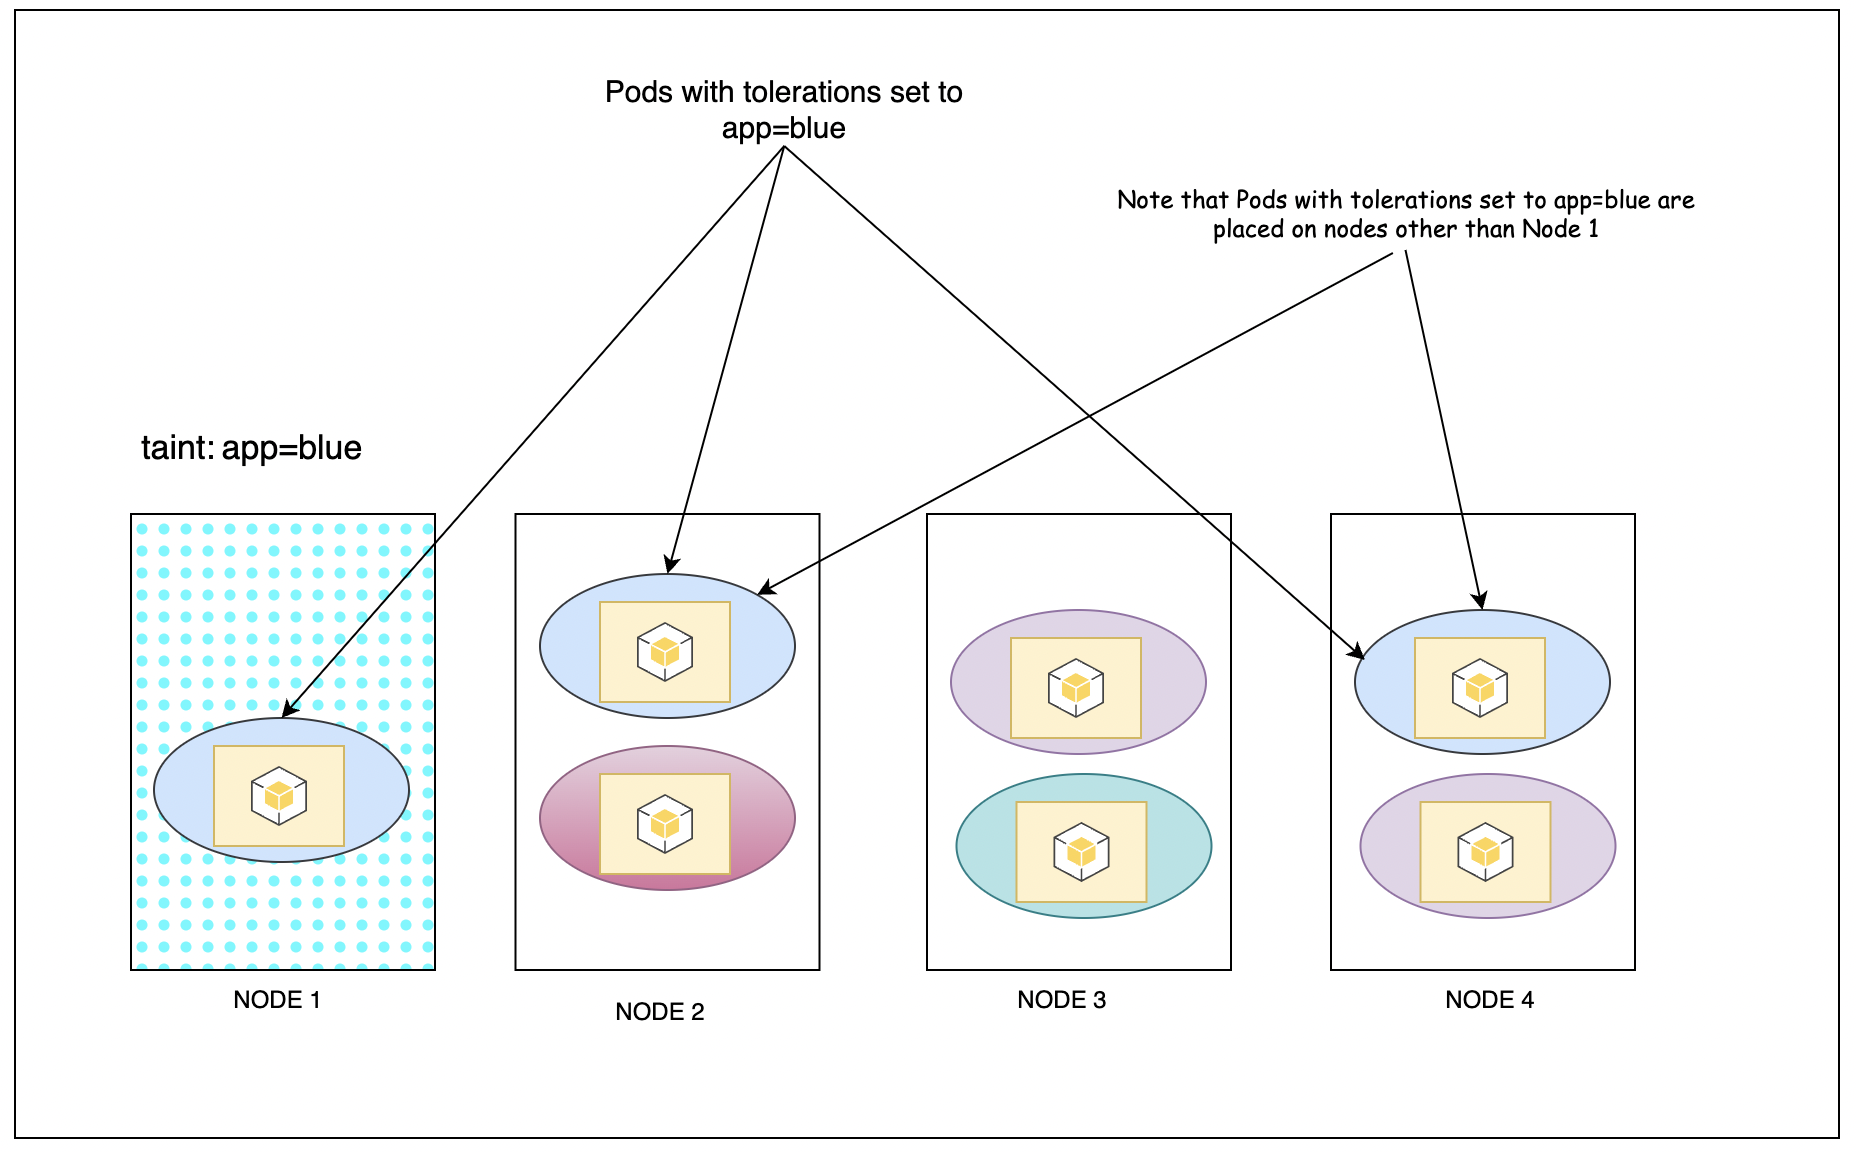 Pods with tolerations set to
app=blue
Note that Pods with tolerations set to app=blue are
placed on nodes other than Node 1
taint: app=blue
NODE 1
NODE 2
NODE 3
NODE 4